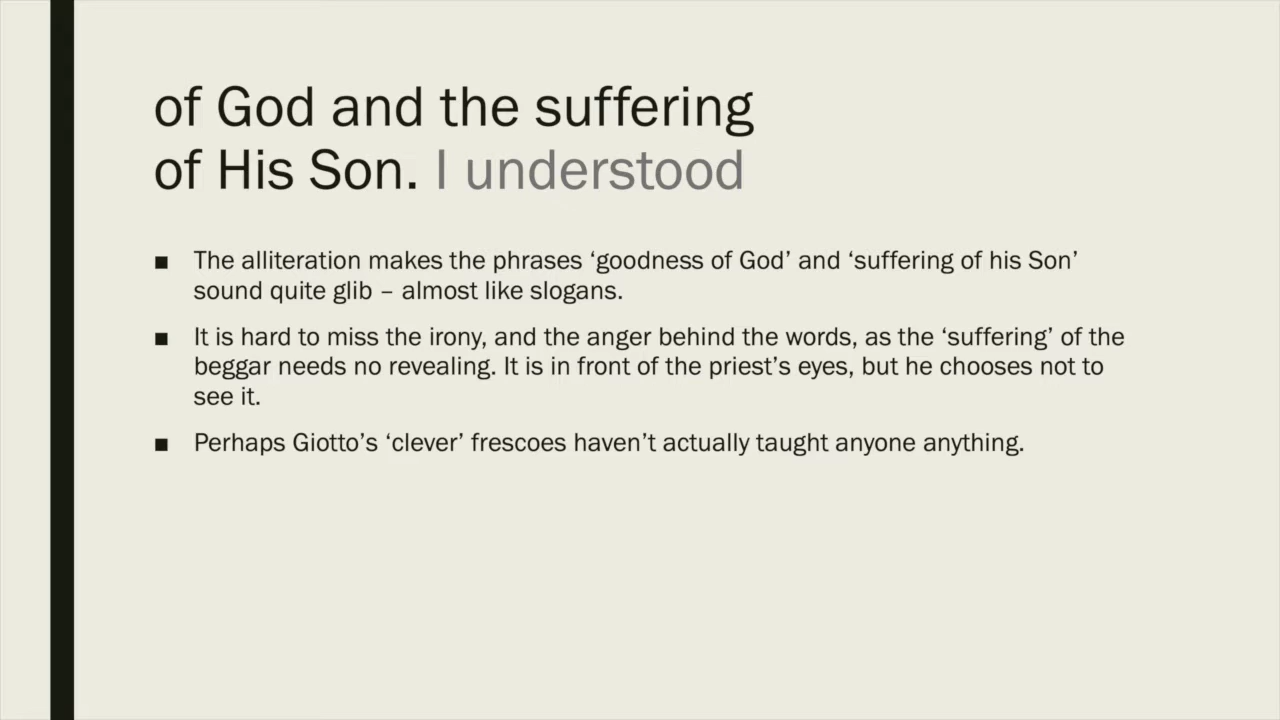 of God and the suffering
of His Son. I understood
■ The alliteration makes the phrases ‘goodness of God’ and ‘suffering of his Son’
sound quite glib – almost like slogans.
■ It is hard to miss the irony, and the anger behind the words, as the ‘suffering’ of the
beggar needs no revealing. It is in front of the priest’s eyes, but he chooses not to
see it.
■ Perhaps Giotto’s ‘clever’ frescoes haven’t actually taught anyone anything.